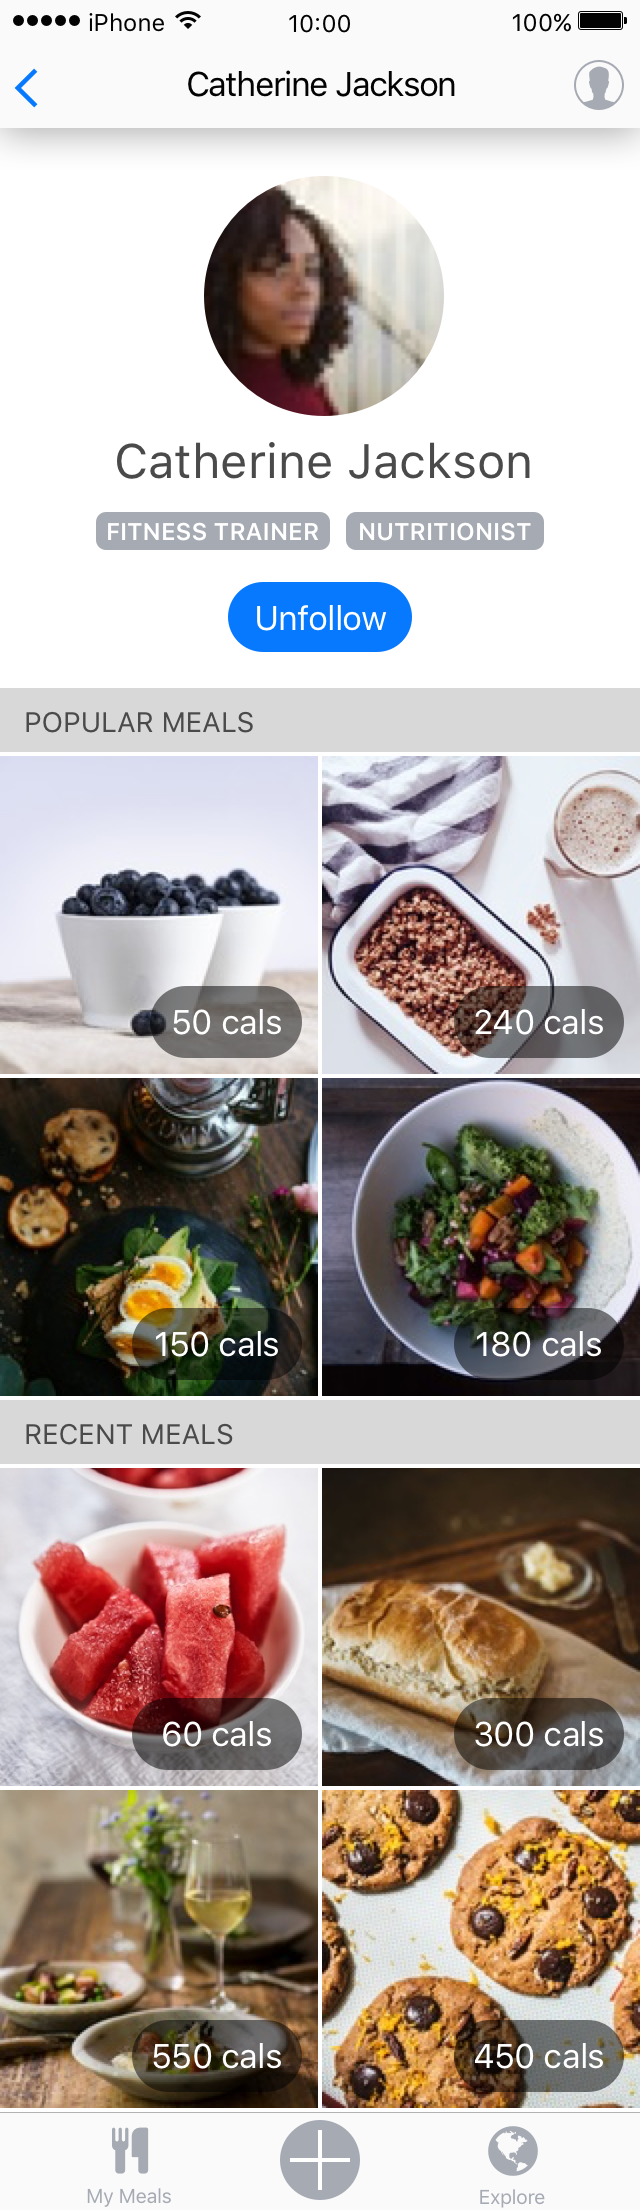 iPhone 10:00 100%
Catherine Jackson
Catherine Jackson
FITNESS TRAINER NUTRITIONIST
Unfollow
POPULAR MEALS
50 cals 240 cals
150 cals 180 cals
RECENT MEALS
60 cals 300 cals
550 cals 450 cals
My Meals Explore